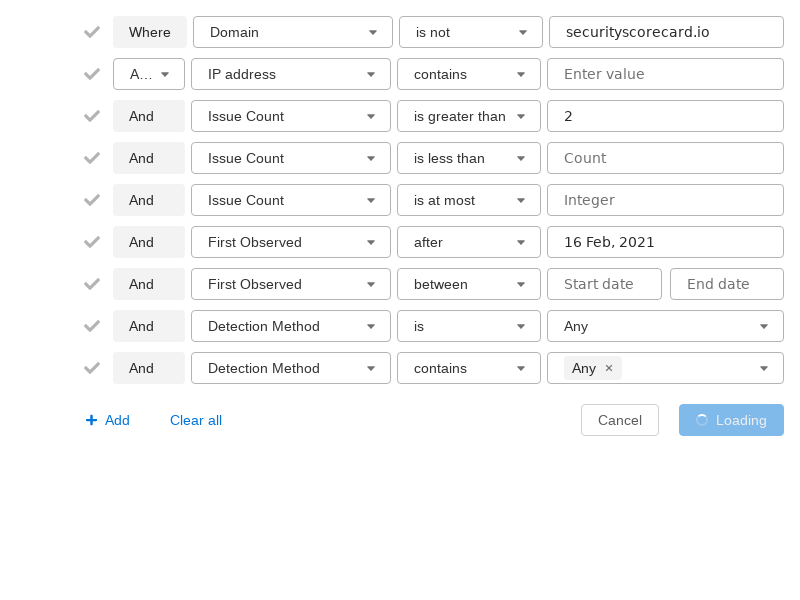 Where Domain is not securityscorecard.io
A... IP address contains Enter value
And Issue Count is greater than 2
And Issue Count is less than Count
And Issue Count is at most Integer
And First Observed after 16 Feb, 2021
And First Observed between Start date End date
And Detection Method is Any
And Detection Method contains Any ×
+ Add Clear all Cancel Loading